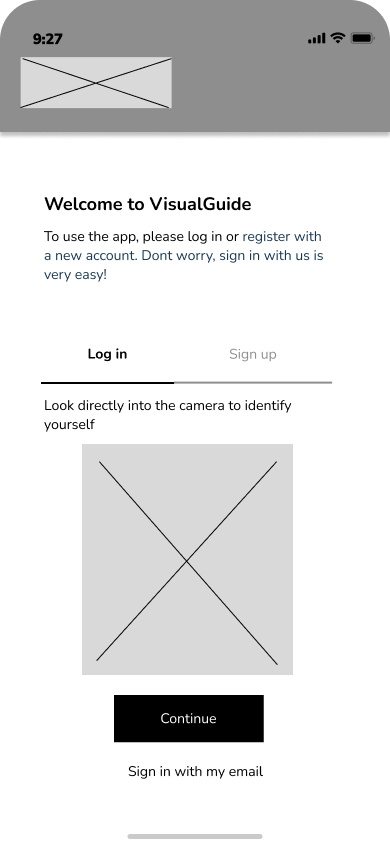 9:27
Welcome to VisualGuide
To use the app, please log in or register with
a new account. Dont worry, sign in with us is
very easy!
Log in
Sign up
Look directly into the camera to identify
yourself
Continue
Sign in with my email